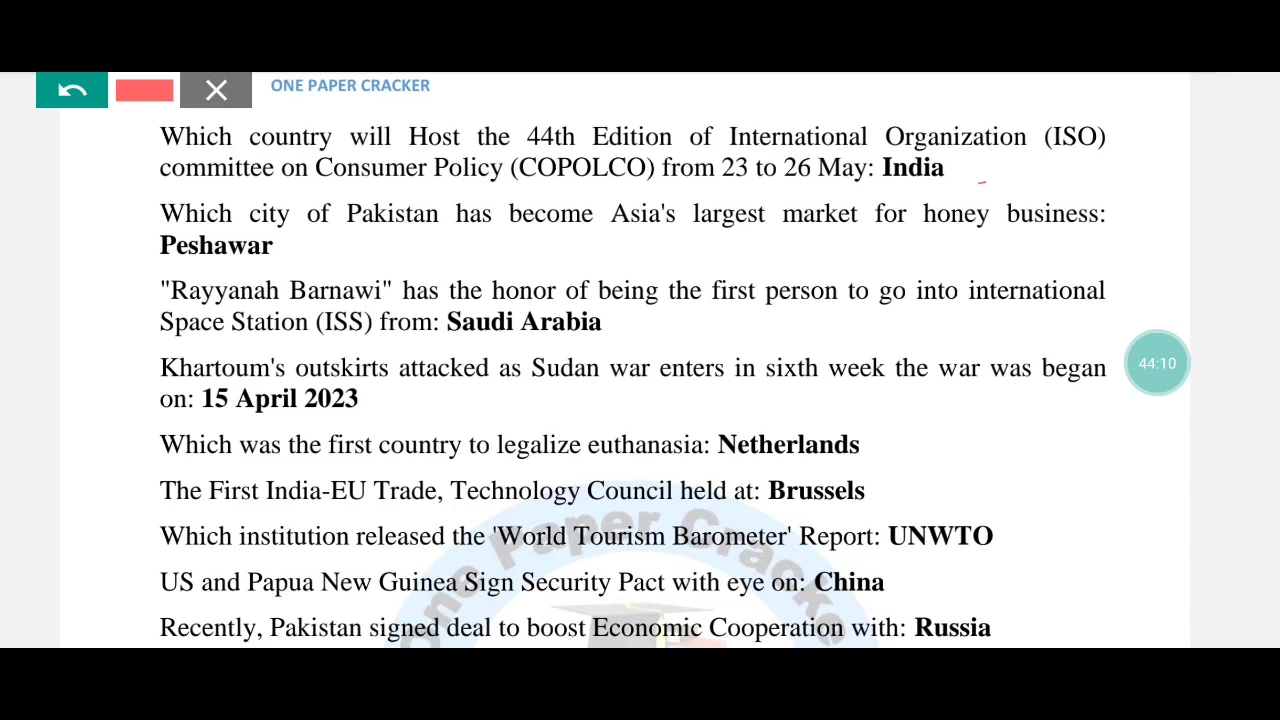 ONE PAPER CRACKER
Which country will Host the 44th Edition of International Organization (ISO)
committee on Consumer Policy (COPOLCO) from 23 to 26 May: India
Which city of Pakistan has become Asia's largest market for honey business:
Peshawar
"Rayyanah Barnawi" has the honor of being the first person to go into international
Space Station (ISS) from: Saudi Arabia
Khartoum's outskirts attacked as Sudan war enters in sixth week the war was began
on: 15 April 2023
44:10
Which was the first country to legalize euthanasia: Netherlands
The First India-EU Trade, Technology Council held at: Brussels
Which institution released the 'World Tourism Barometer' Report: UNWTO
US and Papua New Guinea Sign Security Pact with eye on: China
Recently, Pakistan signed deal to boost Economic Cooperation with: Russia
One Paper Cracke